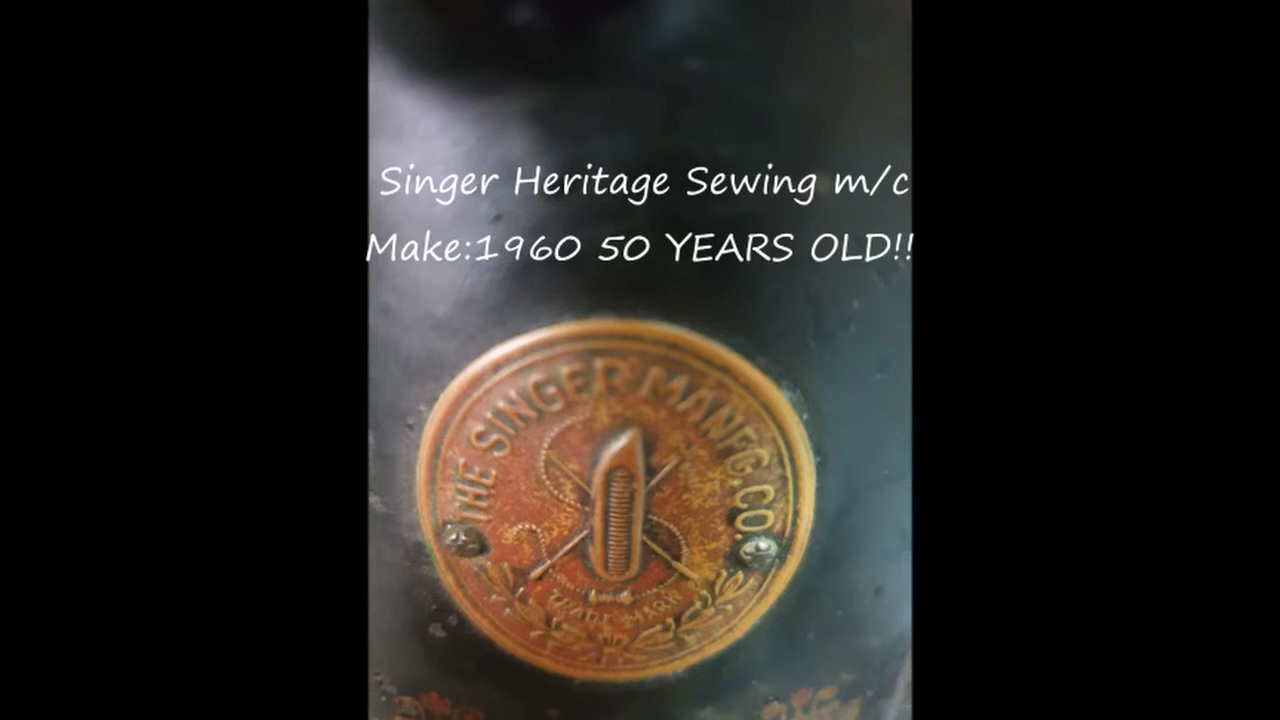 Singer Heritage Sewing m/c
Make:1960 50 YEARS OLD!!
THE SINGER MANFG. CO.
TRADE MARK